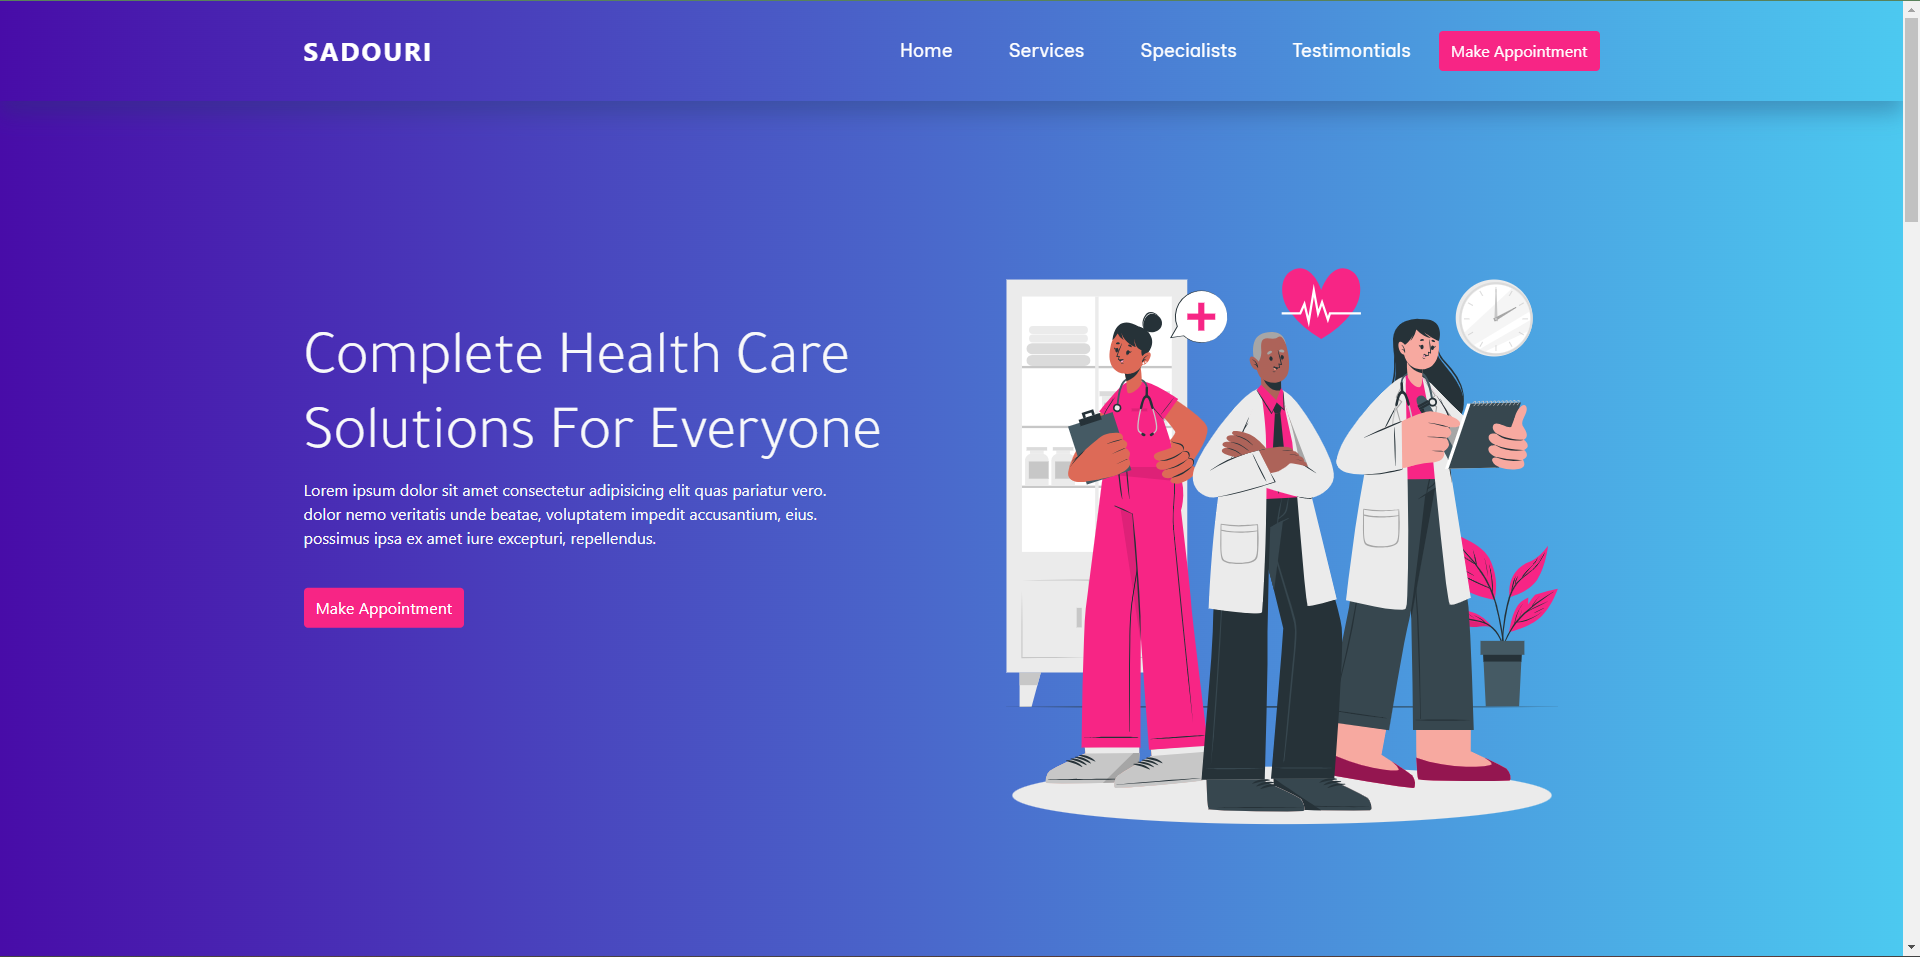 SADOURI
Home Services Specialists Testimontials Make Appointment
Complete Health Care
Solutions For Everyone
Lorem ipsum dolor sit amet consectetur adipisicing elit quas pariatur vero.
dolor nemo veritatis unde beatae, voluptatem impedit accusantium, eius.
possimus ipsa ex amet iure excepturi, repellendus.
Make Appointment